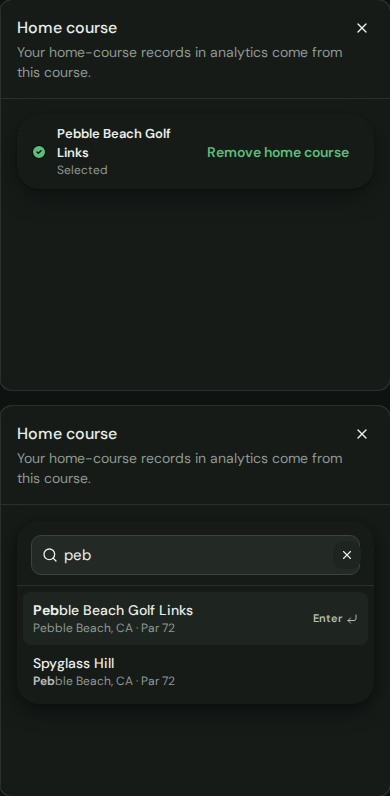 Home course
Your home-course records in analytics come from
this course.
Pebble Beach Golf
Links
Selected
Remove home course
Home course
Your home-course records in analytics come from
this course.
peb
Pebble Beach Golf Links
Pebble Beach, CA · Par 72
Enter
Spyglass Hill
Pebble Beach, CA · Par 72